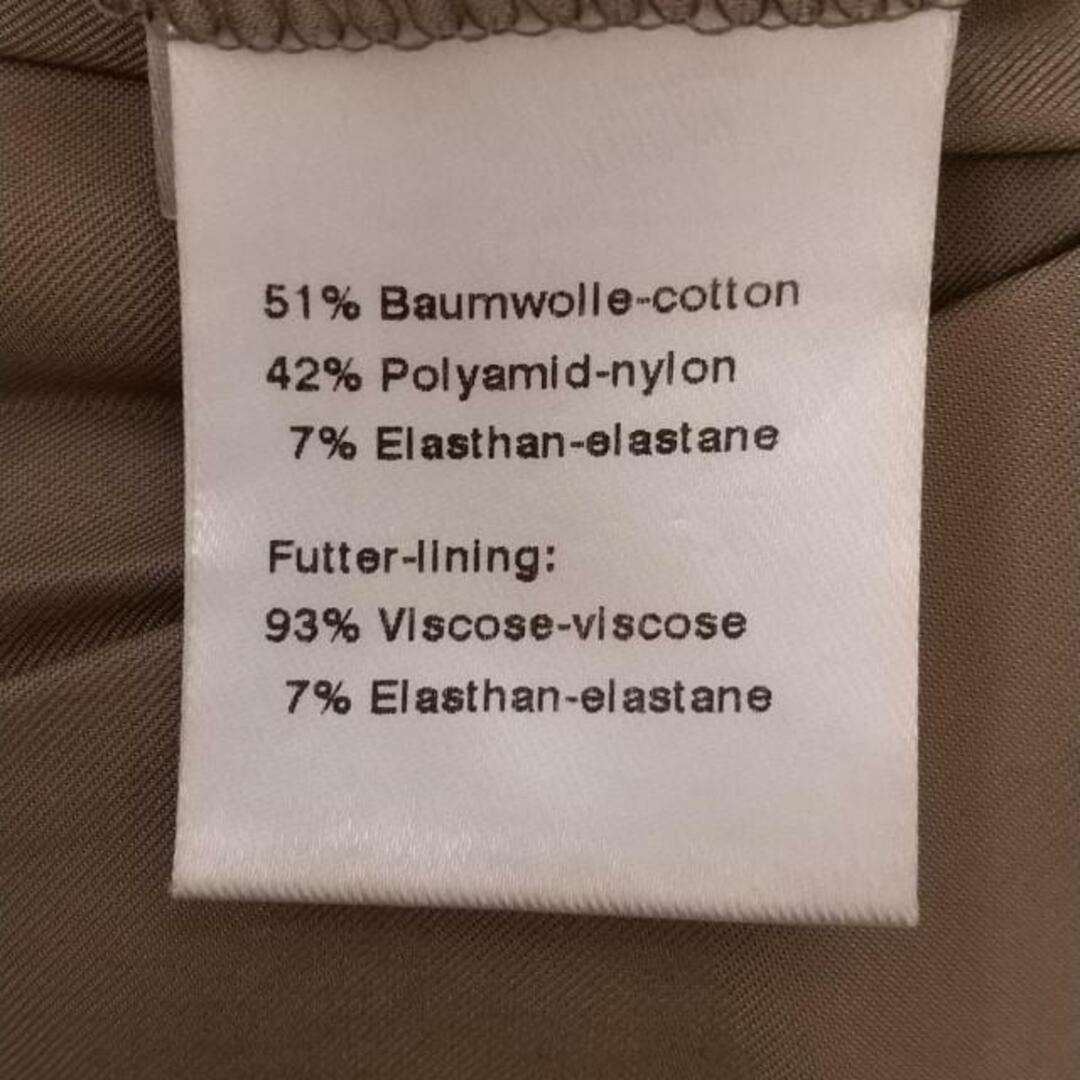 51% Baumwolle-cotton
42% Polyamid-nylon
7% Elasthan-elastane
Futter-lining:
93% Viscose-viscose
7% Elasthan-elastane